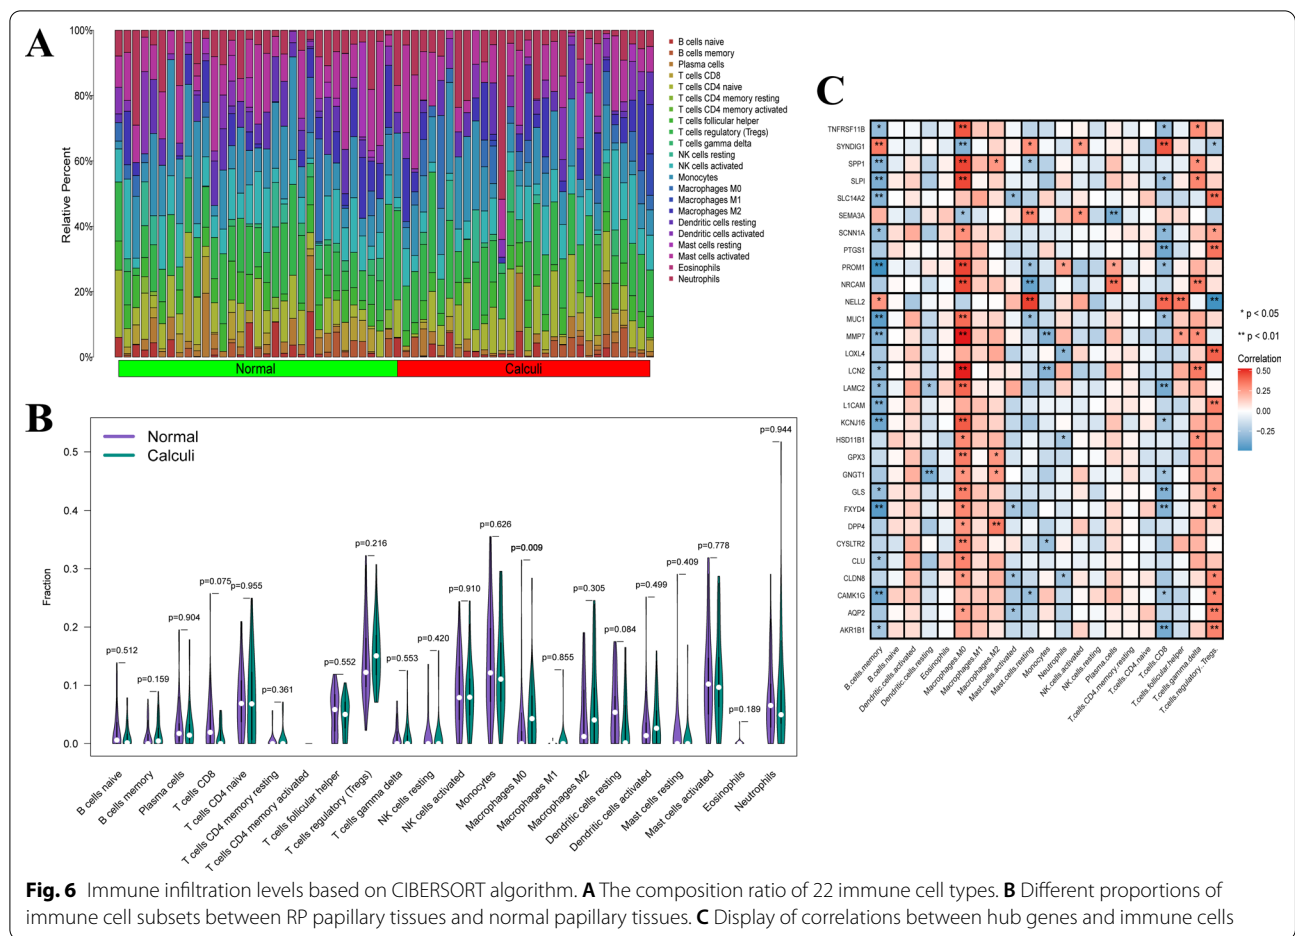 A
100%
80%
60%
40%
20%
0%
Relative Percent
Normal
Calculi
B cells naive
B cells memory
Plasma cells
T cells CD8
T cells CD4 naive
T cells CD4 memory resting
T cells CD4 memory activated
T cells follicular helper
T cells regulatory (Tregs)
T cells gamma delta
NK cells resting
NK cells activated
Monocytes
Macrophages M0
Macrophages M1
Macrophages M2
Dendritic cells resting
Dendritic cells activated
Mast cells resting
Mast cells activated
Eosinophils
Neutrophils
B
Normal
Calculi
Fraction
0.5
0.4
0.3
0.2
0.1
0.0
p=0.512
p=0.159
p=0.904
p=0.075
p=0.955
p=0.361
p=0.552
p=0.216
p=0.553
p=0.420
p=0.910
p=0.626
p=0.009
p=0.855
p=0.305
p=0.084
p=0.499
p=0.409
p=0.778
p=0.189
p=0.944
B cells naive
B cells memory
Plasma cells
T cells CD8
T cells CD4 naive
T cells CD4 memory resting
T cells CD4 memory activated
T cells follicular helper
T cells regulatory (Tregs)
T cells gamma delta
NK cells resting
NK cells activated
Monocytes
Macrophages M0
Macrophages M1
Macrophages M2
Dendritic cells resting
Dendritic cells activated
Mast cells resting
Mast cells activated
Eosinophils
Neutrophils
C
TNFRSF11B
SYNDIG1
SPP1
SLPI
SLC14A2
SEMA3A
SCNN1A
PTGS1
PROM1
NRCAM
NELL2
MUC1
MMP7
LOXL4
LCN2
LAMC2
L1CAM
KCNJ16
HSD11B1
GPX3
GNGT1
GLS
FXYD4
DPP4
CYSLTR2
CLU
CLDN8
CAMK1G
AQP2
AKR1B1
B.cells.memory
B.cells.naive
Dendritic.cells.activated
Dendritic.cells.resting
Eosinophils
Macrophages.M0
Macrophages.M1
Macrophages.M2
Mast.cells.activated
Mast.cells.resting
Monocytes
Neutrophils
NK.cells.activated
NK.cells.resting
Plasma.cells
T.cells.CD4.memory.resting
T.cells.CD4.naive
T.cells.CD8
T.cells.follicular.helper
T.cells.gamma.delta
T.cells.regulatory..Tregs.
* p < 0.05
** p < 0.01
Correlation
0.50
0.25
0.00
−0.25
Fig. 6 Immune infiltration levels based on CIBERSORT algorithm. A The composition ratio of 22 immune cell types. B Different proportions of
immune cell subsets between RP papillary tissues and normal papillary tissues. C Display of correlations between hub genes and immune cells